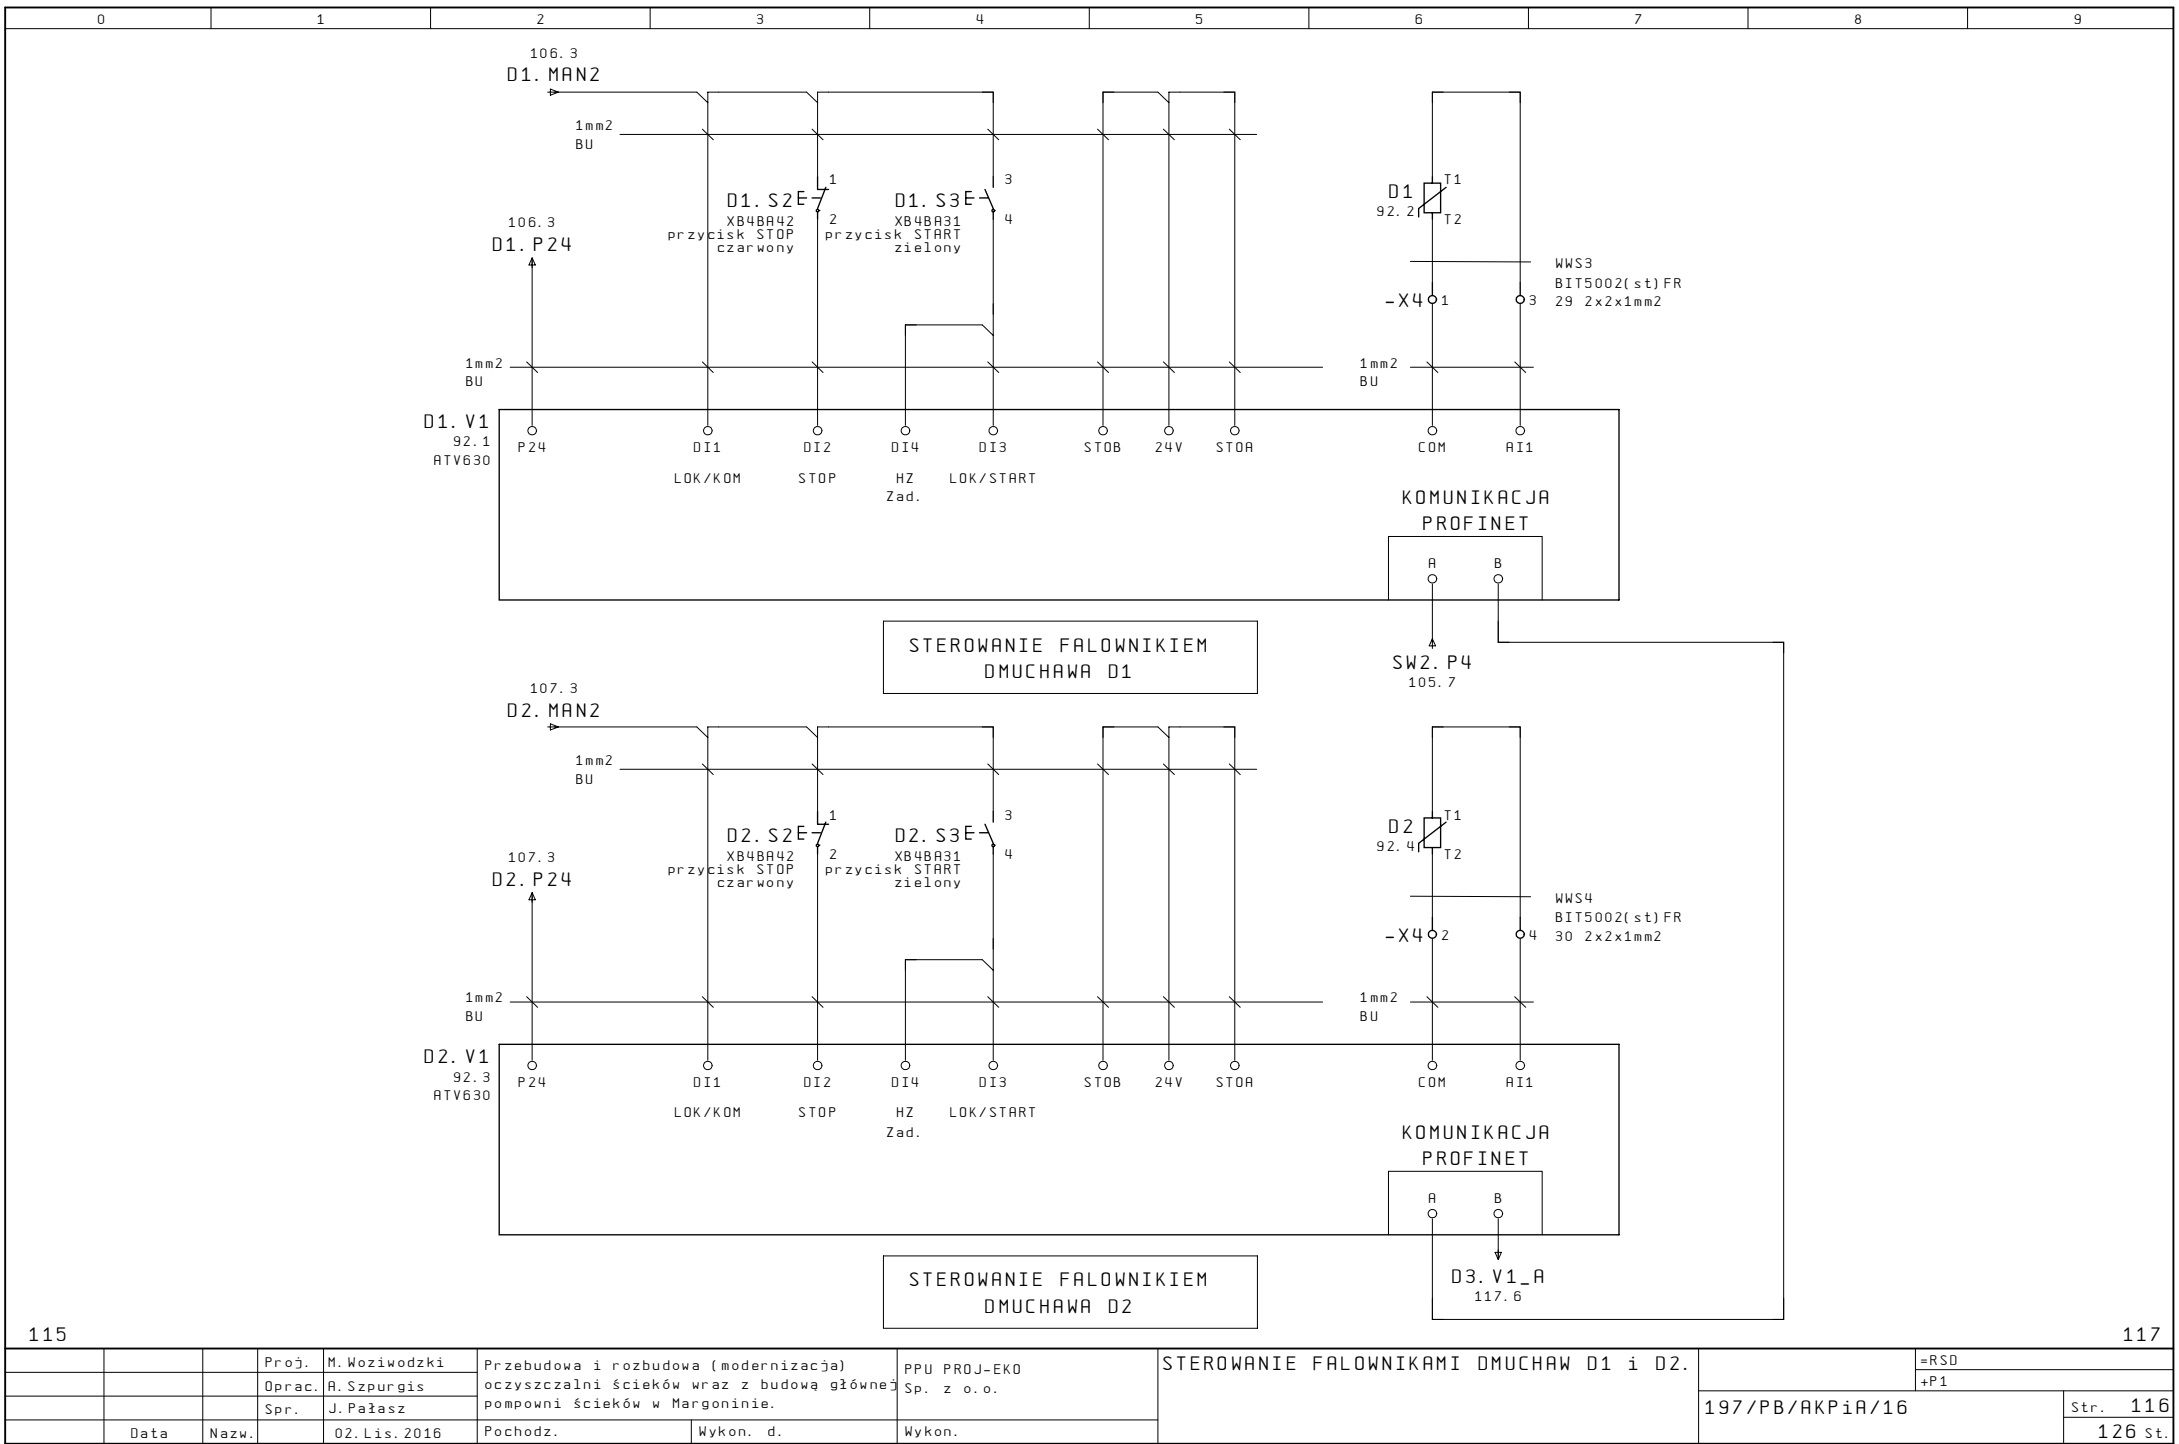 0 1 2 3 4 5 6 7 8 9
106.3
D1.MAN2
1mm2
BU
D1.S2
XB4BA42
przycisk STOP
czarwony
1
2
D1.S3
XB4BA31
przycisk START
zielony
3
4
D1
92.2
T1
T2
106.3
D1.P24
WWS3
BIT5002(st)FR
29 2x2x1mm2
-X4 1 3
1mm2
BU
1mm2
BU
D1.V1
92.1
ATV630
P24 DI1 DI2 DI4 DI3 STOB 24V STOA COM AI1
LOK/KOM STOP HZ LOK/START
Zad.
KOMUNIKACJA
PROFINET
A B
STEROWANIE FALOWNIKIEM
DMUCHAWA D1
SW2.P4
105.7
107.3
D2.MAN2
1mm2
BU
D2.S2
XB4BA42
przycisk STOP
czarwony
1
2
D2.S3
XB4BA31
przycisk START
zielony
3
4
D2
92.4
T1
T2
107.3
D2.P24
WWS4
BIT5002(st)FR
30 2x2x1mm2
-X4 2 4
1mm2
BU
1mm2
BU
D2.V1
92.3
ATV630
P24 DI1 DI2 DI4 DI3 STOB 24V STOA COM AI1
LOK/KOM STOP HZ LOK/START
Zad.
KOMUNIKACJA
PROFINET
A B
STEROWANIE FALOWNIKIEM
DMUCHAWA D2
D3.V1_A
117.6
115
117
Proj. M.Woziwodzki
Oprac. A.Szpurgis
Spr. J.Pałasz
Data Nazw. 02.Lis.2016
Przebudowa i rozbudowa (modernizacja)
oczyszczalni ścieków wraz z budową głównej
pompowni ścieków w Margoninie.
Pochodz. Wykon. d.
PPU PROJ-EKO
Sp. z o.o.
Wykon.
STEROWANIE FALOWNIKAMI DMUCHAW D1 i D2.
=RSD
+P1
197/PB/AKPiA/16
Str. 116
126 St.